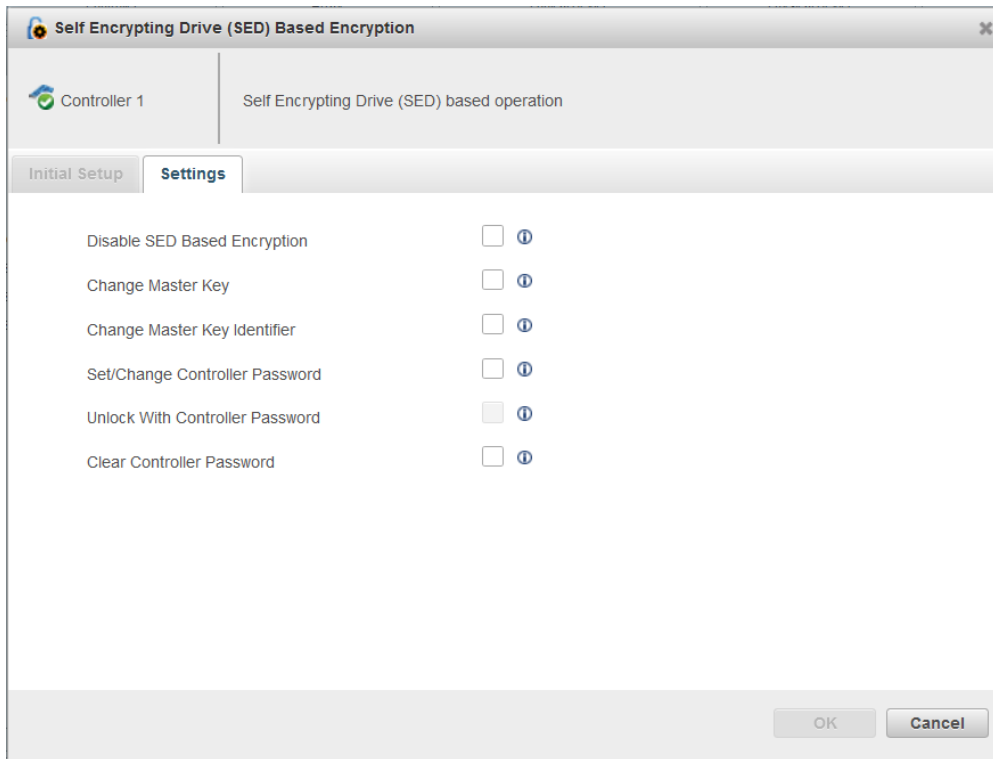 Self Encrypting Drive (SED) Based Encryption
Controller 1
Self Encrypting Drive (SED) based operation
Initial Setup
Settings
Disable SED Based Encryption
Change Master Key
Change Master Key Identifier
Set/Change Controller Password
Unlock With Controller Password
Clear Controller Password
OK
Cancel